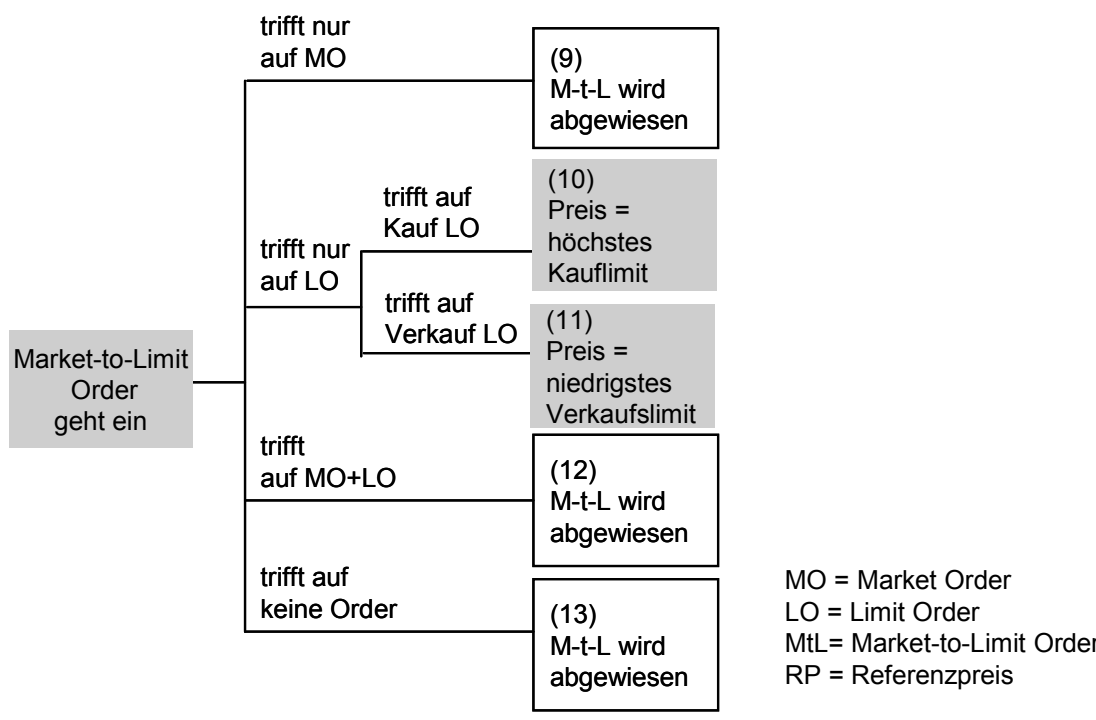 trifft nur
auf MO
(9)
M-t-L wird
abgewiesen
trifft auf
Kauf LO
(10)
Preis =
höchstes
Kauflimit
trifft nur
auf LO
trifft auf
Verkauf LO
(11)
Preis =
niedrigstes
Verkaufslimit
Market-to-Limit
Order
geht ein
trifft
auf MO+LO
(12)
M-t-L wird
abgewiesen
trifft auf
keine Order
(13)
M-t-L wird
abgewiesen
MO = Market Order
LO = Limit Order
MtL= Market-to-Limit Order
RP = Referenzpreis